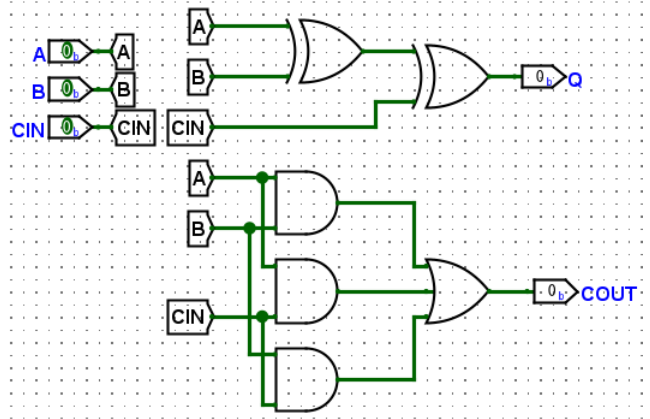 A 0b A
B 0b B
CIN 0b CIN
A
B
CIN
0b Q
A
B
CIN
0b COUT